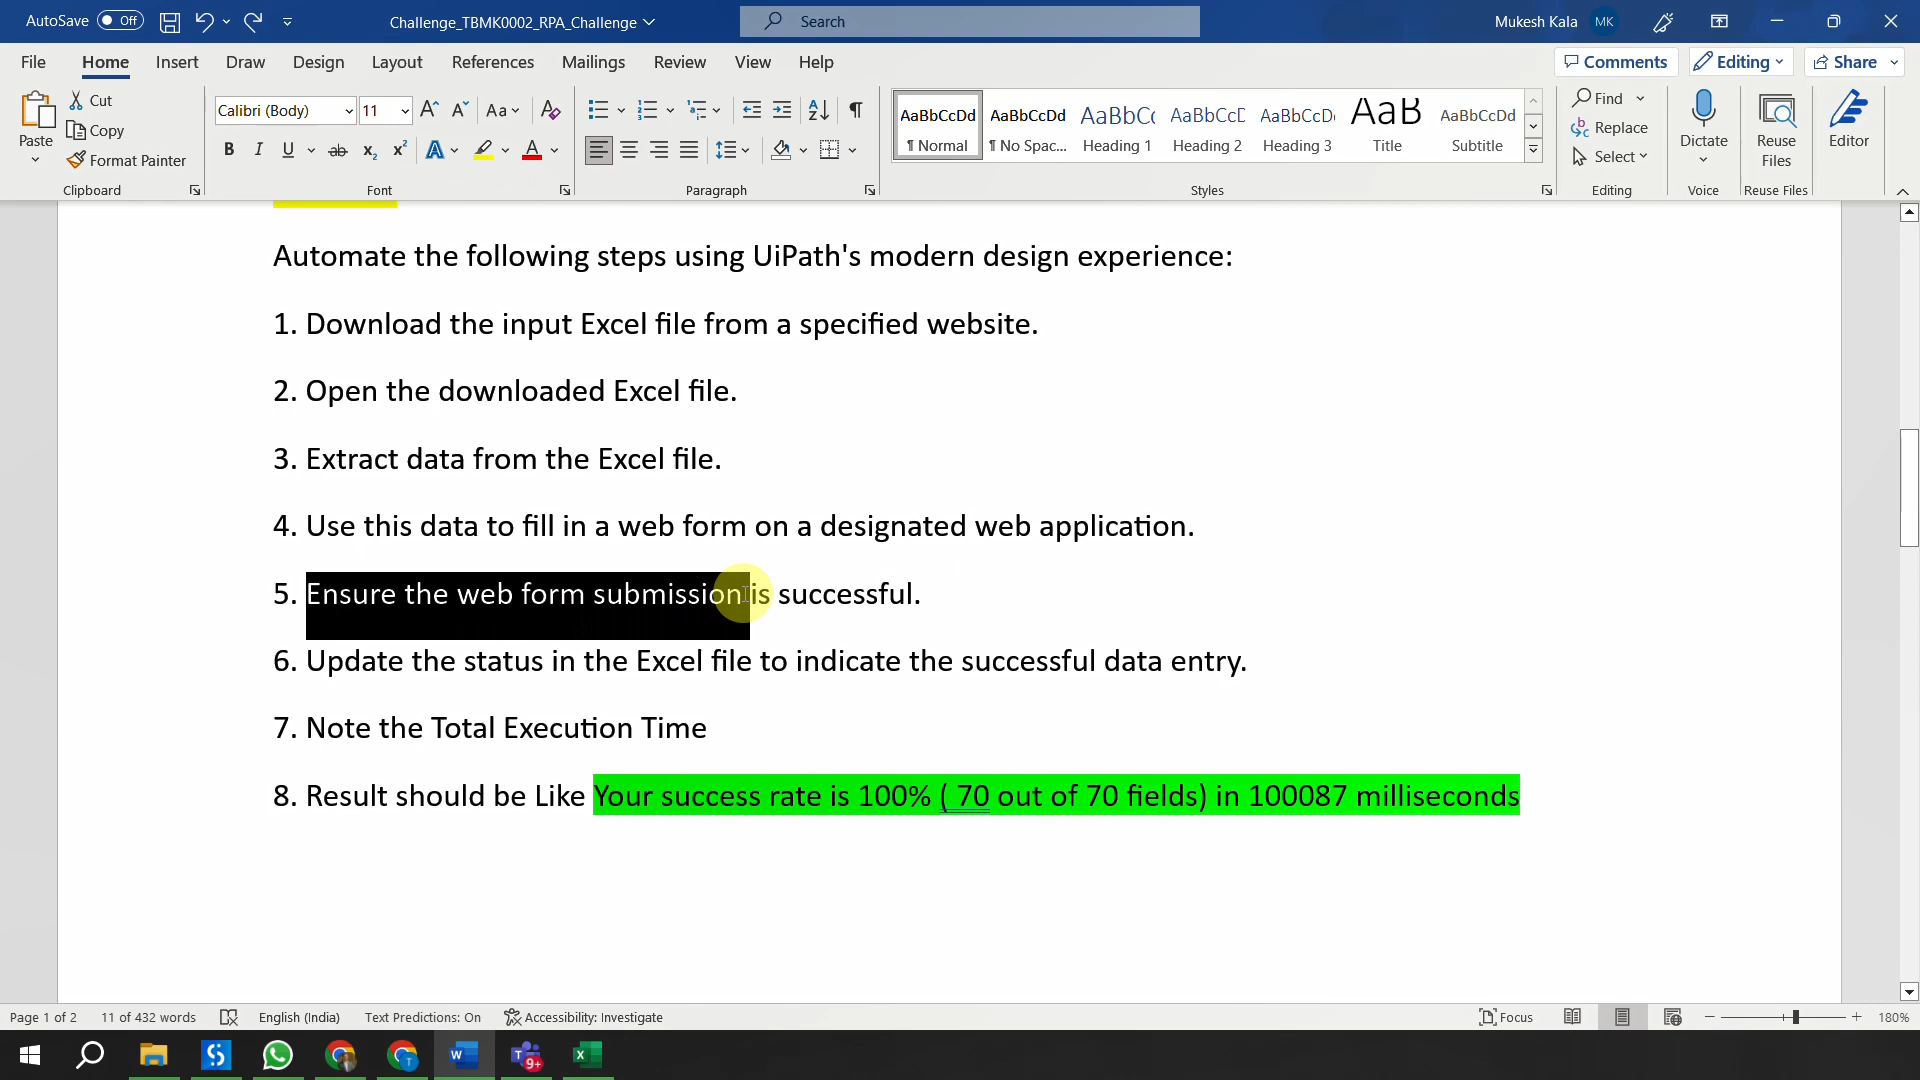 AutoSave Off Challenge_TBMK0002_RPA_Challenge Search Mukesh Kala MK
File Home Insert Draw Design Layout References Mailings Review View Help Comments Editing Share
Paste Cut Copy Format Painter
Calibri (Body) 11 Aa
AaBbCcDd AaBbCcDd AaBbCc AaBbCcD AaBbCcD AaB AaBbCcDd
¶ Normal ¶ No Spac... Heading 1 Heading 2 Heading 3 Title Subtitle
Find Replace Select
Dictate Reuse Files Editor
Clipboard Font Paragraph Styles Editing Voice Reuse Files
Automate the following steps using UiPath's modern design experience:
1. Download the input Excel file from a specified website.
2. Open the downloaded Excel file.
3. Extract data from the Excel file.
4. Use this data to fill in a web form on a designated web application.
5. Ensure the web form submission is successful.
6. Update the status in the Excel file to indicate the successful data entry.
7. Note the Total Execution Time
8. Result should be Like Your success rate is 100% ( 70 out of 70 fields) in 100087 milliseconds
Page 1 of 2 11 of 432 words English (India) Text Predictions: On Accessibility: Investigate Focus 180%
9+